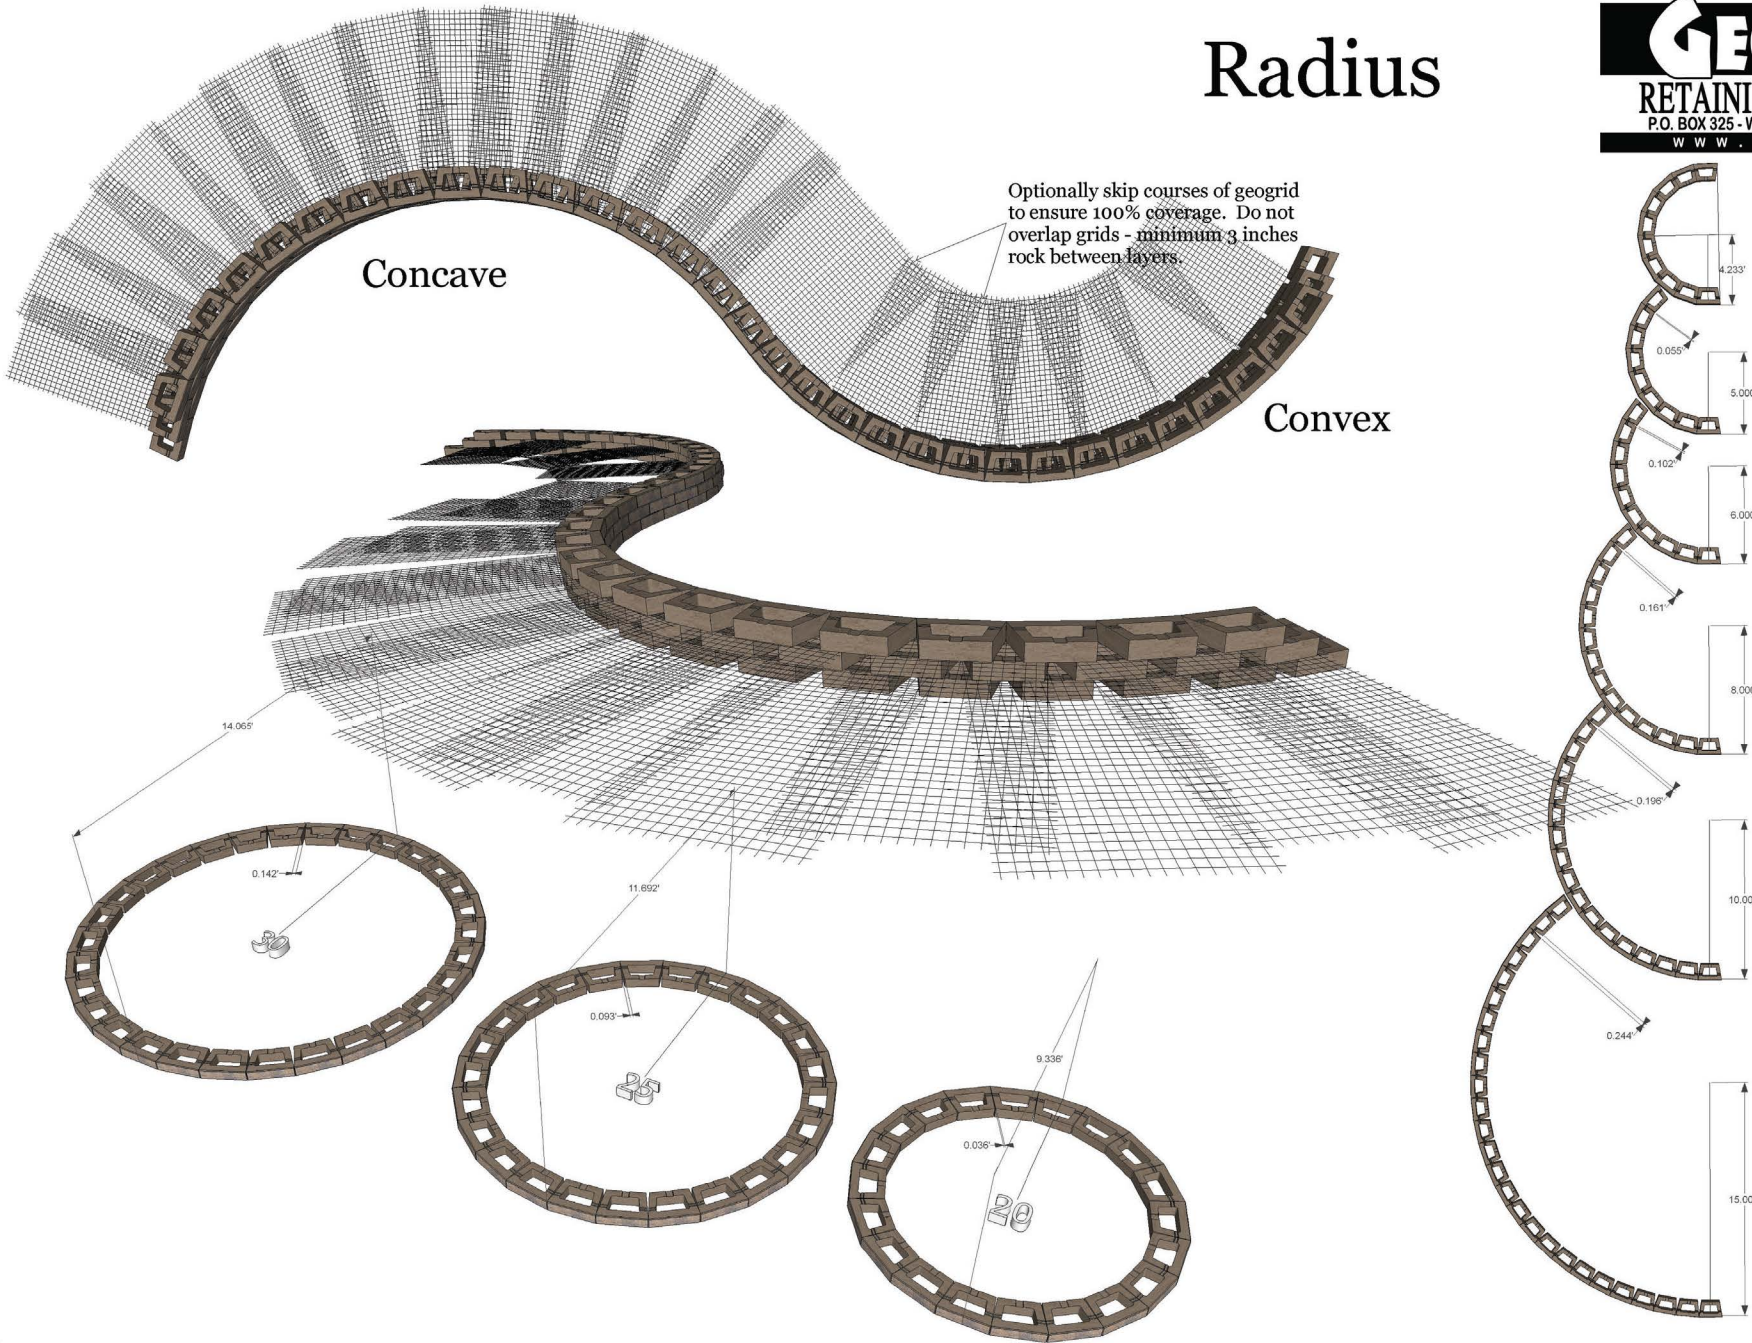 Radius
GE
RETAINI
P.O. BOX 325 - W
W W W .
Optionally skip courses of geogrid
to ensure 100% coverage. Do not
overlap grids - minimum 3 inches
rock between layers.
Concave
Convex
4.233'
0.055'
5.000
0.102'
6.000
0.161'
8.000
0.196'
10.00
0.244'
15.00
14.065'
0.142'
30
11.692'
0.093'
25
9.336'
0.036'
20